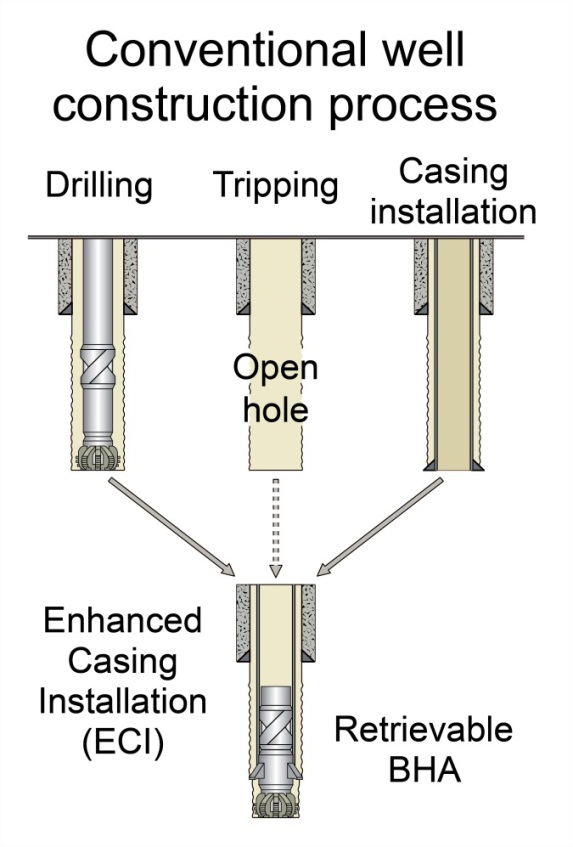 Conventional well
construction process
Drilling
Tripping
Casing
installation
Open
hole
Enhanced
Casing
Installation
(ECI)
Retrievable
BHA